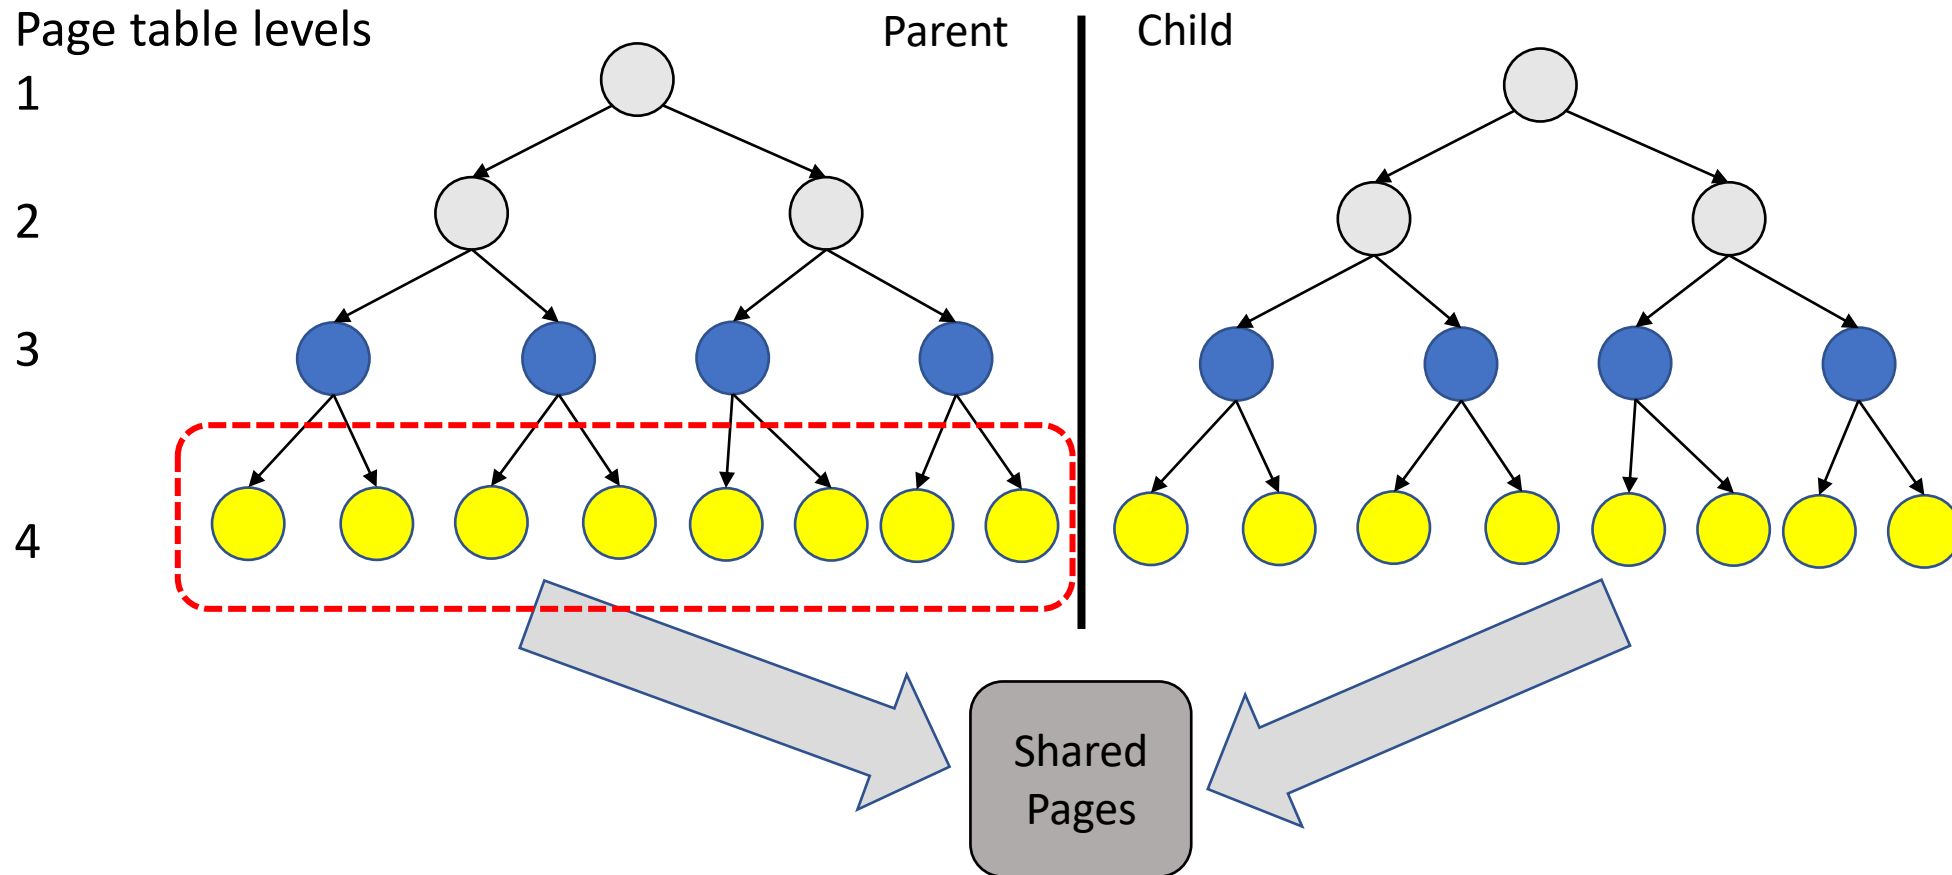 Page table levels
Parent
Child
1
2
3
4
Shared
Pages